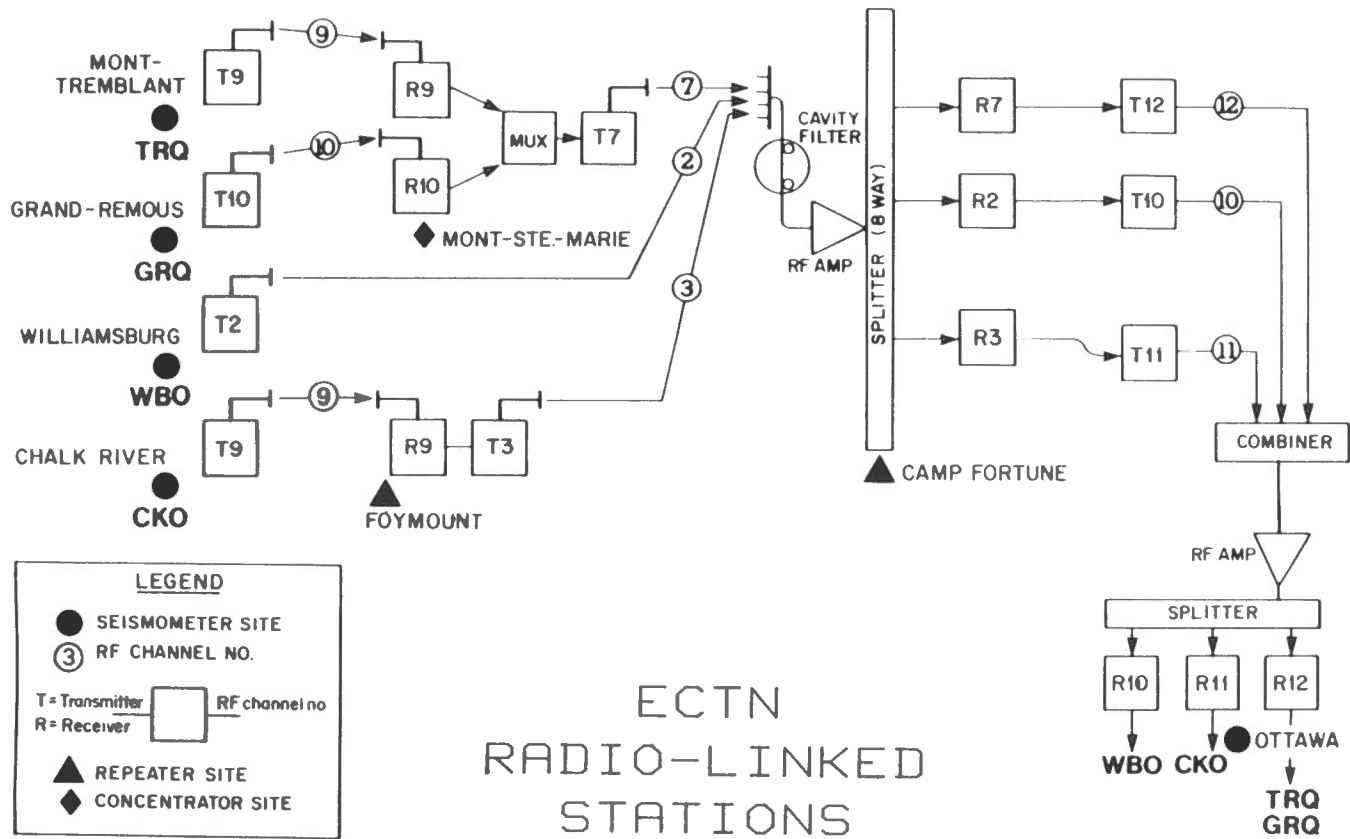 MONT-
TREMBLANT
TRQ
T9
9
R9
MUX
T7
7
GRAND-REMOUS
GRQ
T10
10
R10
MONT-STE.-MARIE
WILLIAMSBURG
WBO
T2
2
CHALK RIVER
CKO
T9
9
R9
T3
3
FOYMOUNT
CAVITY
FILTER
RF AMP
SPLITTER (8 WAY)
CAMP FORTUNE
R7
T12
12
R2
T10
10
R3
T11
11
COMBINER
RF AMP
SPLITTER
R10
R11
R12
WBO
CKO
OTTAWA
TRQ
GRQ
LEGEND
SEISMOMETER SITE
3 RF CHANNEL NO.
T = Transmitter
R = Receiver
RF channel no
REPEATER SITE
CONCENTRATOR SITE
ECTN
RADIO-LINKED
STATIONS